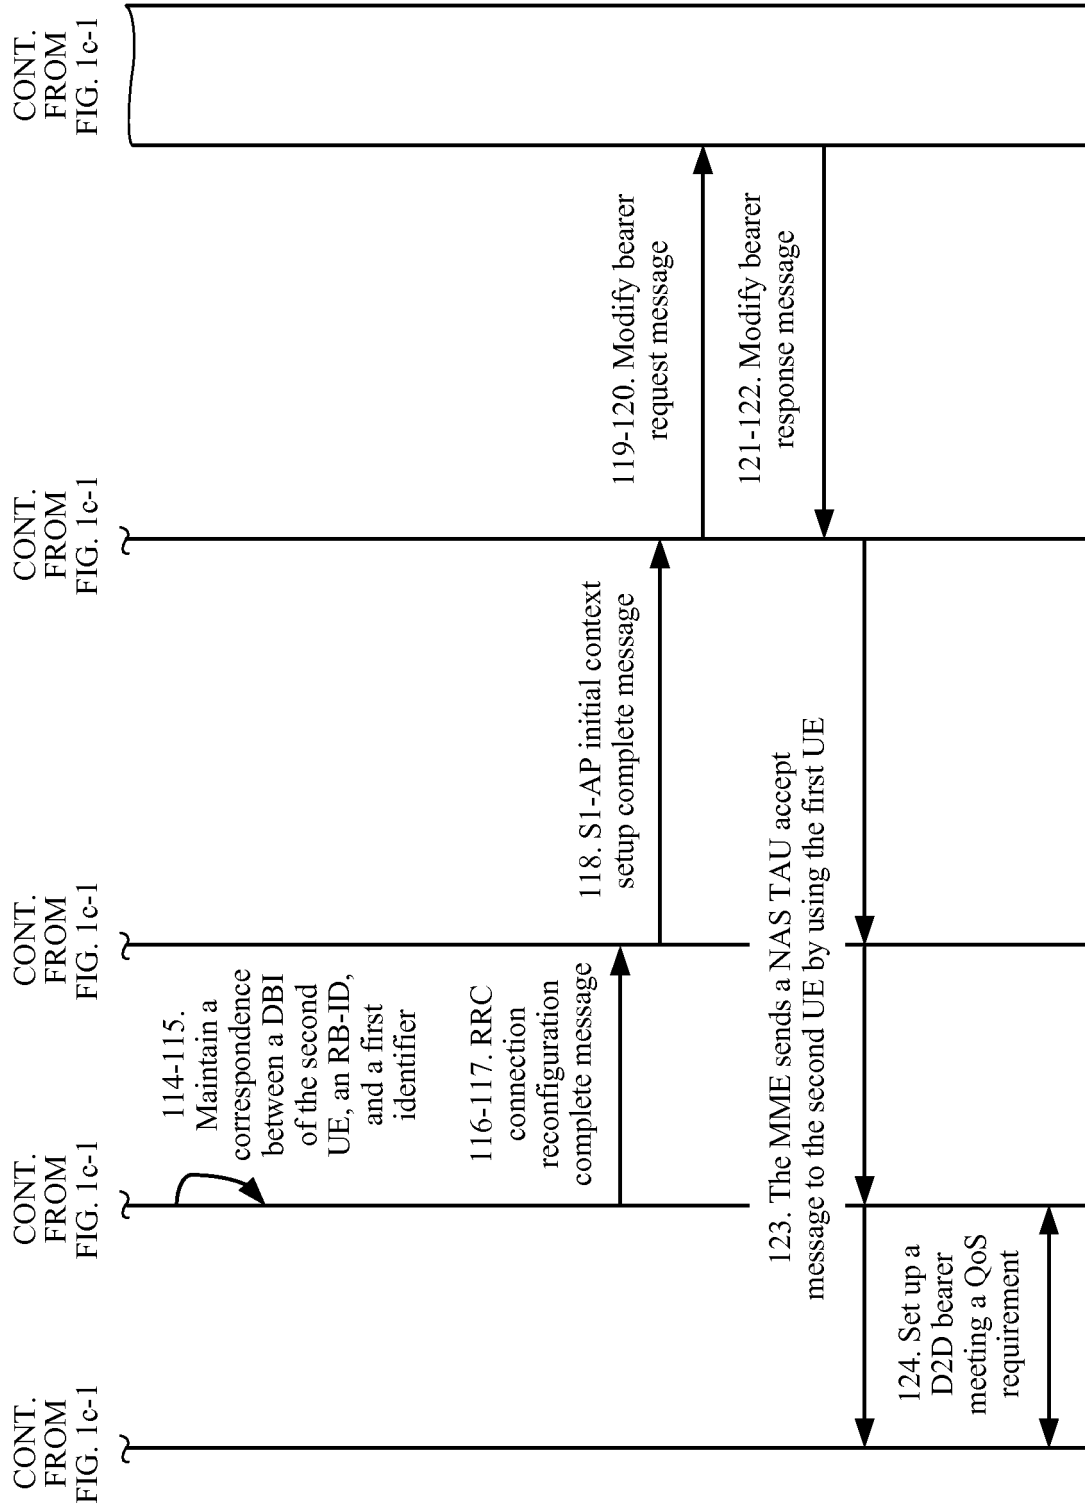 CONT.
FROM
FIG. 1c-1
CONT.
FROM
FIG. 1c-1
CONT.
FROM
FIG. 1c-1
CONT.
FROM
FIG. 1c-1
CONT.
FROM
FIG. 1c-1
114-115.
Maintain a
correspondence
between a DBI
of the second
UE, an RB-ID,
and a first
identifier
116-117. RRC
connection
reconfiguration
complete message
118. S1-AP initial context
setup complete message
119-120. Modify bearer
request message
121-122. Modify bearer
response message
123. The MME sends a NAS TAU accept
message to the second UE by using the first UE
124. Set up a
D2D bearer
meeting a QoS
requirement